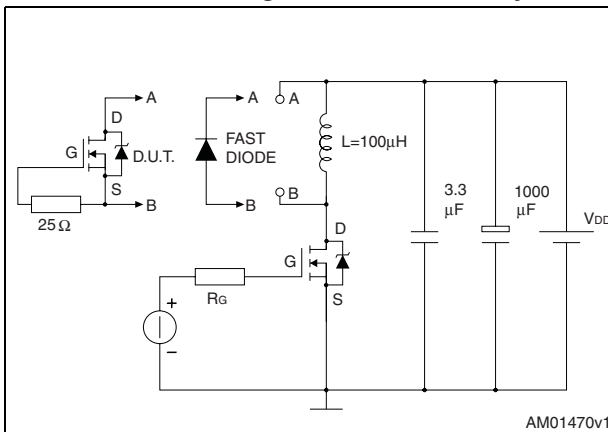 A
D
G
D.U.T.
S
B
25 Ω
A
FAST
DIODE
B
A
L=100μH
B
3.3
μF
1000
μF
VDD
D
G
S
RG
+
–
AM01470v1